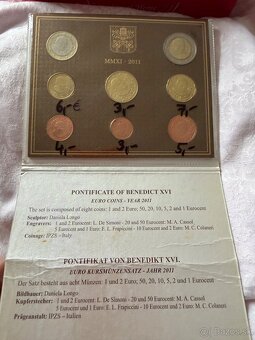 MMXI - 2011
6,-€ 3,- 7,-
4,- 3,- 5,-
PONTIFICATE OF BENEDICT XVI
EURO COINS - YEAR 2011
The set is composed of eight coins: 1 and 2 Euro; 50, 20, 10, 5, 2 and 1 Eurocent
Sculptor: Daniela Longo
Engravers: 1 and 2 Eurocent: L. De Simoni - 20 and 50 Eurocent: M. A. Cassol
5 Eurocent and 1 Euro: E. L. Frapiccini - 10 Eurocent and 2 Euro: M. C. Colaneri
Coinage: IPZS - Italy
PONTIFIKAT VON BENEDIKT XVI.
EURO KURSMÜNZENSATZ - JAHR 2011
Der Satz besteht aus acht Münzen: 1 und 2 Euro; 50, 20, 10, 5, 2 und 1 Eurocent
Bildhauer: Daniela Longo
Kupferstecher: 1 und 2 Eurocent: L. De Simoni - 20 und 50 Eurocent: M. A. Cassol
5 Eurocent und 1 Euro: E. L. Frapiccini - 10 Eurocent und 2 Euro: M. C. Colaneri
Prägeanstalt: IPZS - Italien